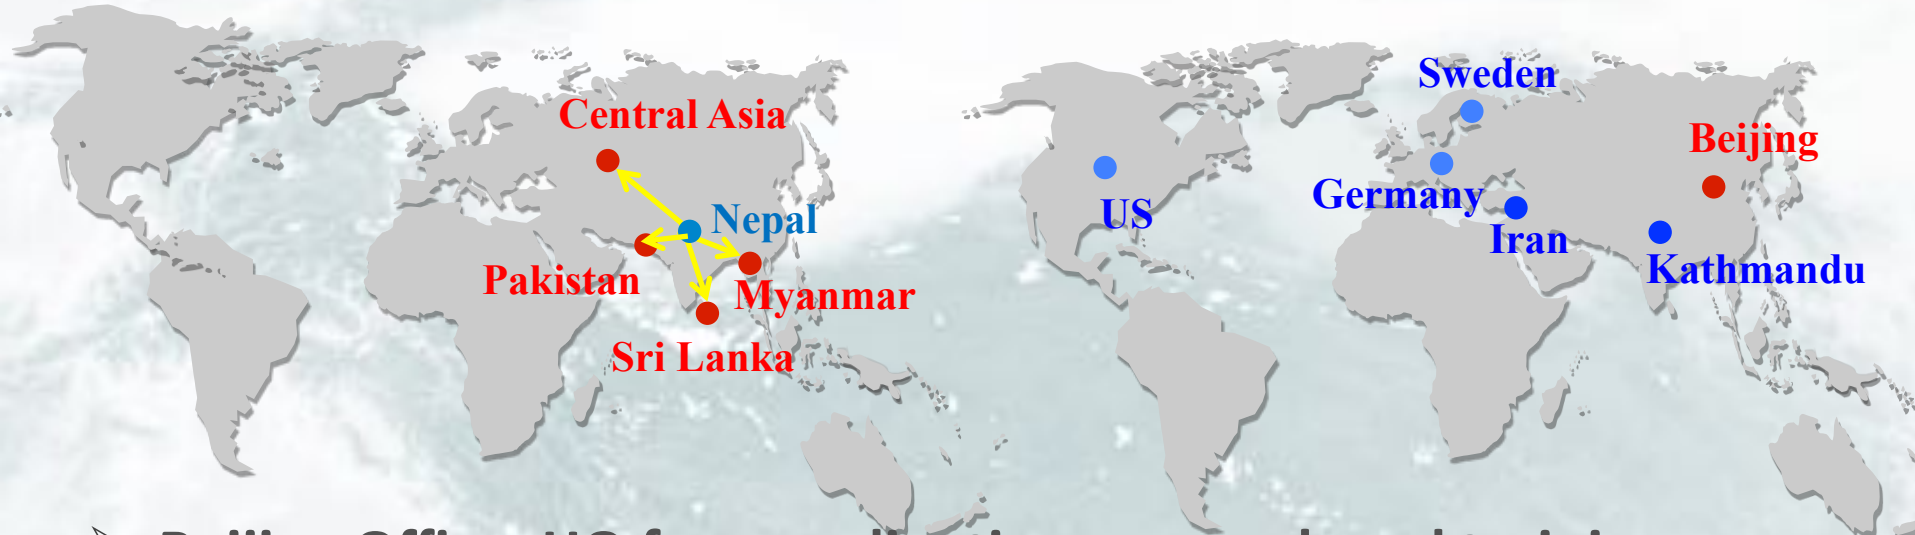 Central Asia
Nepal
Pakistan
Myanmar
Sri Lanka
Sweden
Beijing
Germany
US
Iran
Kathmandu